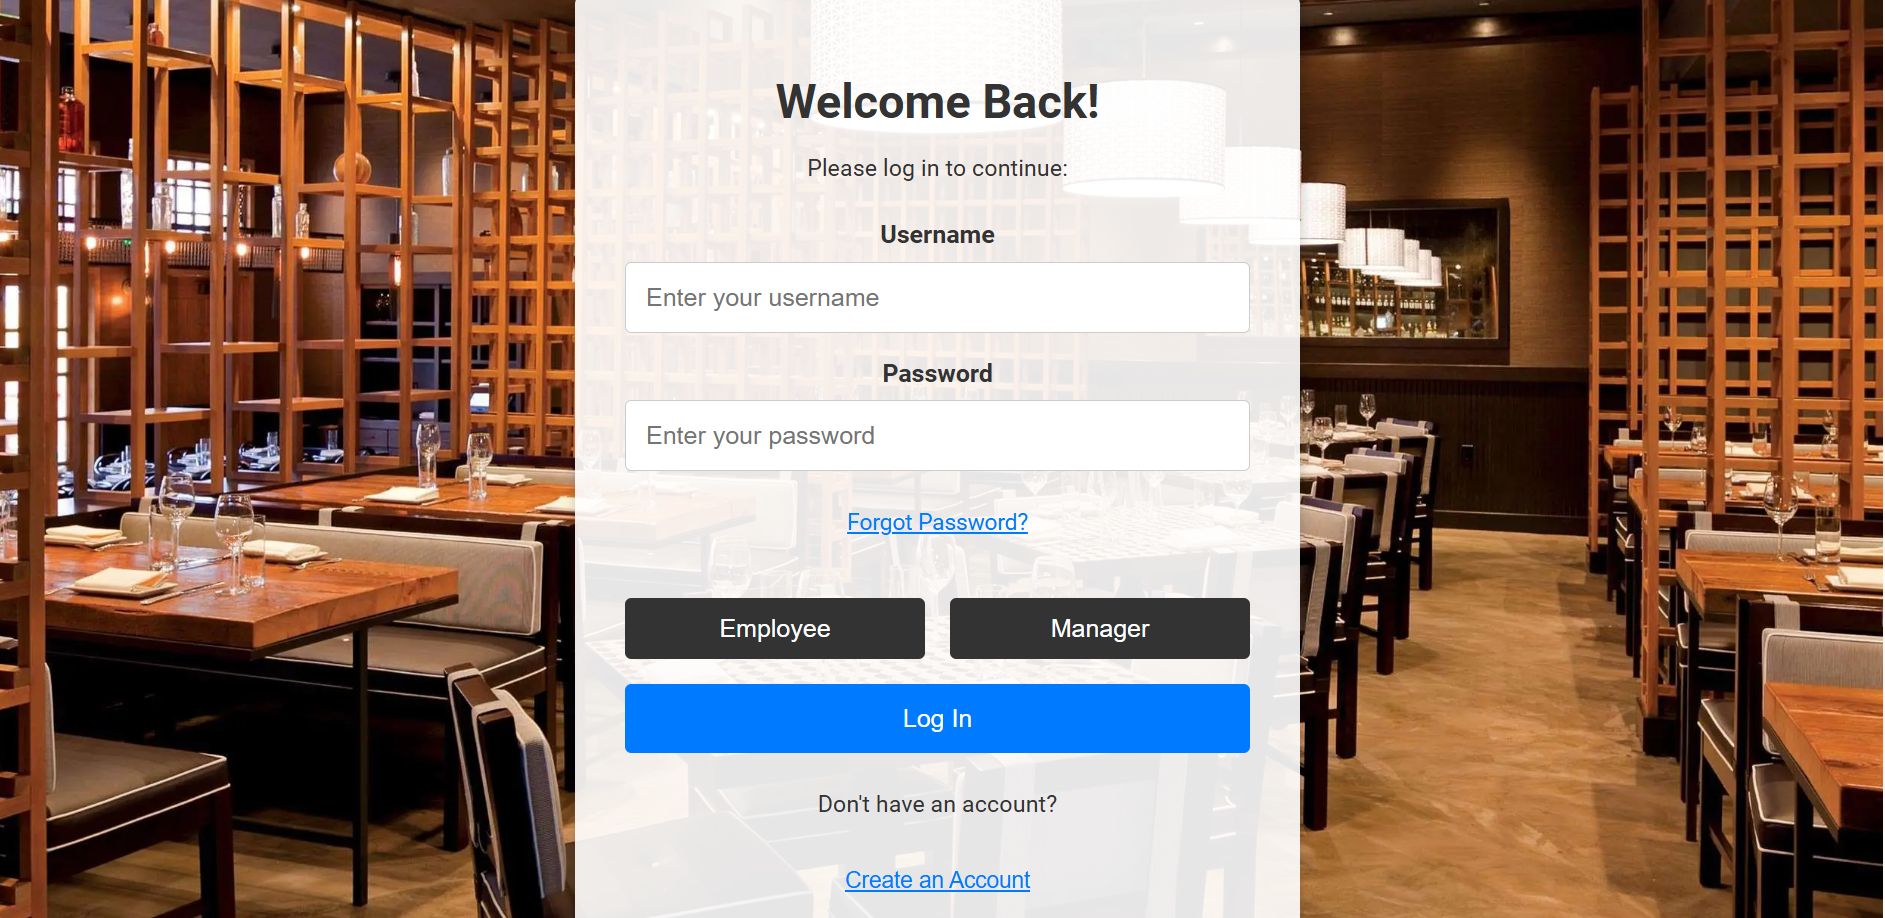 Welcome Back!
Please log in to continue:
Username
Enter your username
Password
Enter your password
Forgot Password?
Employee
Manager
Log In
Don't have an account?
Create an Account